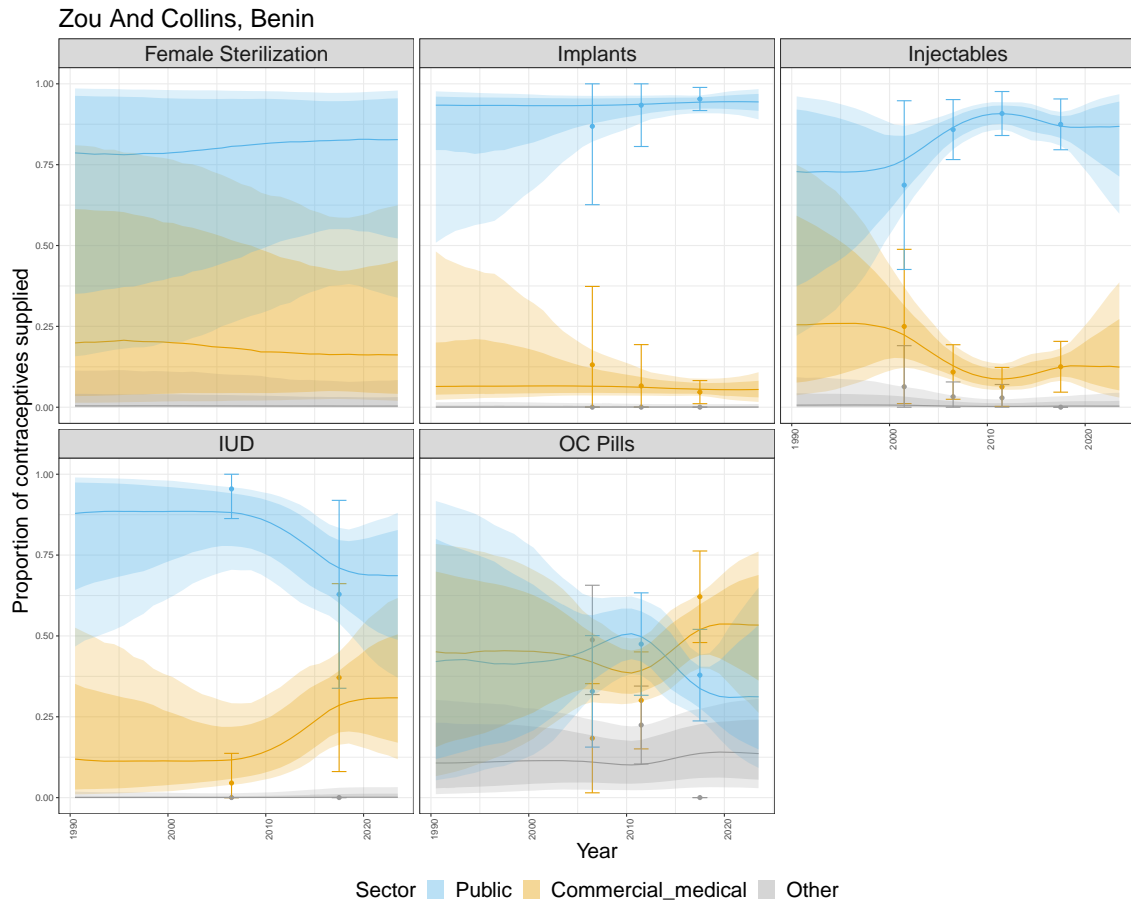 Zou And Collins, Benin
Female Sterilization
Implants
Injectables
1.00
0.75
0.50
0.25
0.00
1990
2000
2010
2020
IUD
OC Pills
1.00
0.75
0.50
0.25
0.00
1990
2000
2010
2020
1990
2000
2010
2020
Proportion of contraceptives supplied
Year
Sector Public Commercial_medical Other